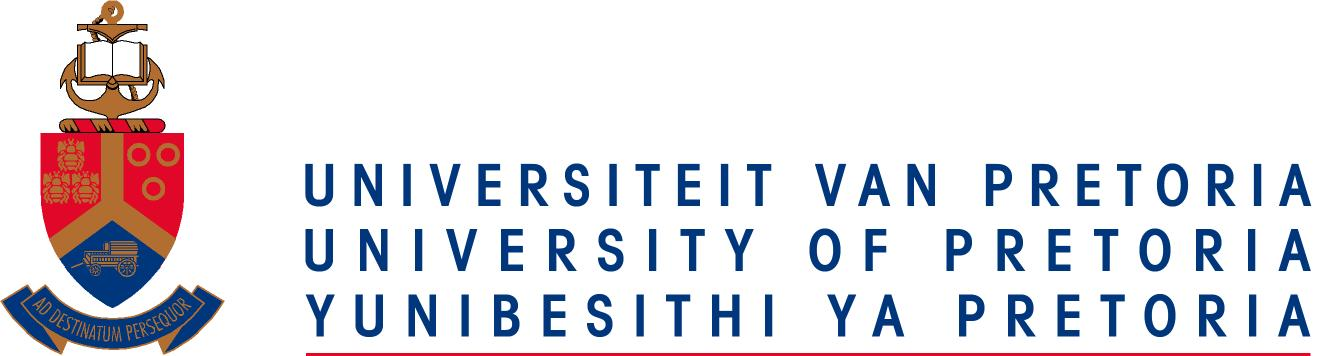 UNIVERSITEIT VAN PRETORIA
UNIVERSITY OF PRETORIA
YUNIBESITHI YA PRETORIA
AD DESTINATUM PERSEQUOR